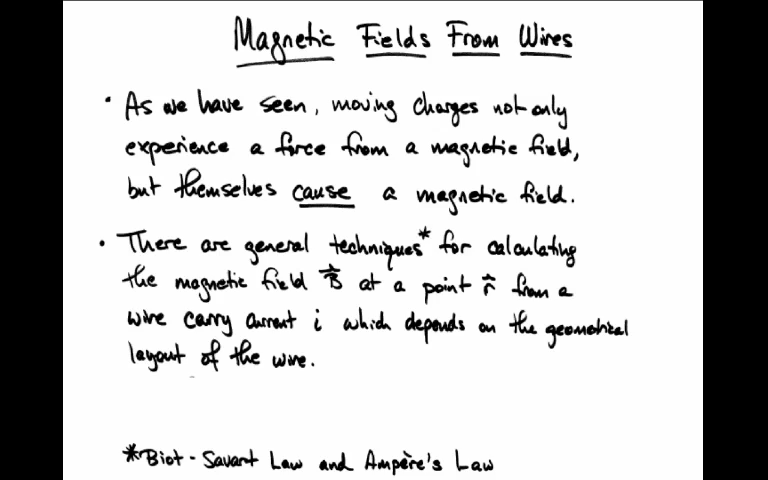 Magnetic Fields From Wires
• As we have seen, moving charges not only
experience a force from a magnetic field,
but themselves cause a magnetic field.
• There are general techniques* for calculating
the magnetic field B⃗ at a point r⃗ from a
wire carry current i which depends on the geometrical
layout of the wire.
*Biot-Savart Law and Ampère's Law